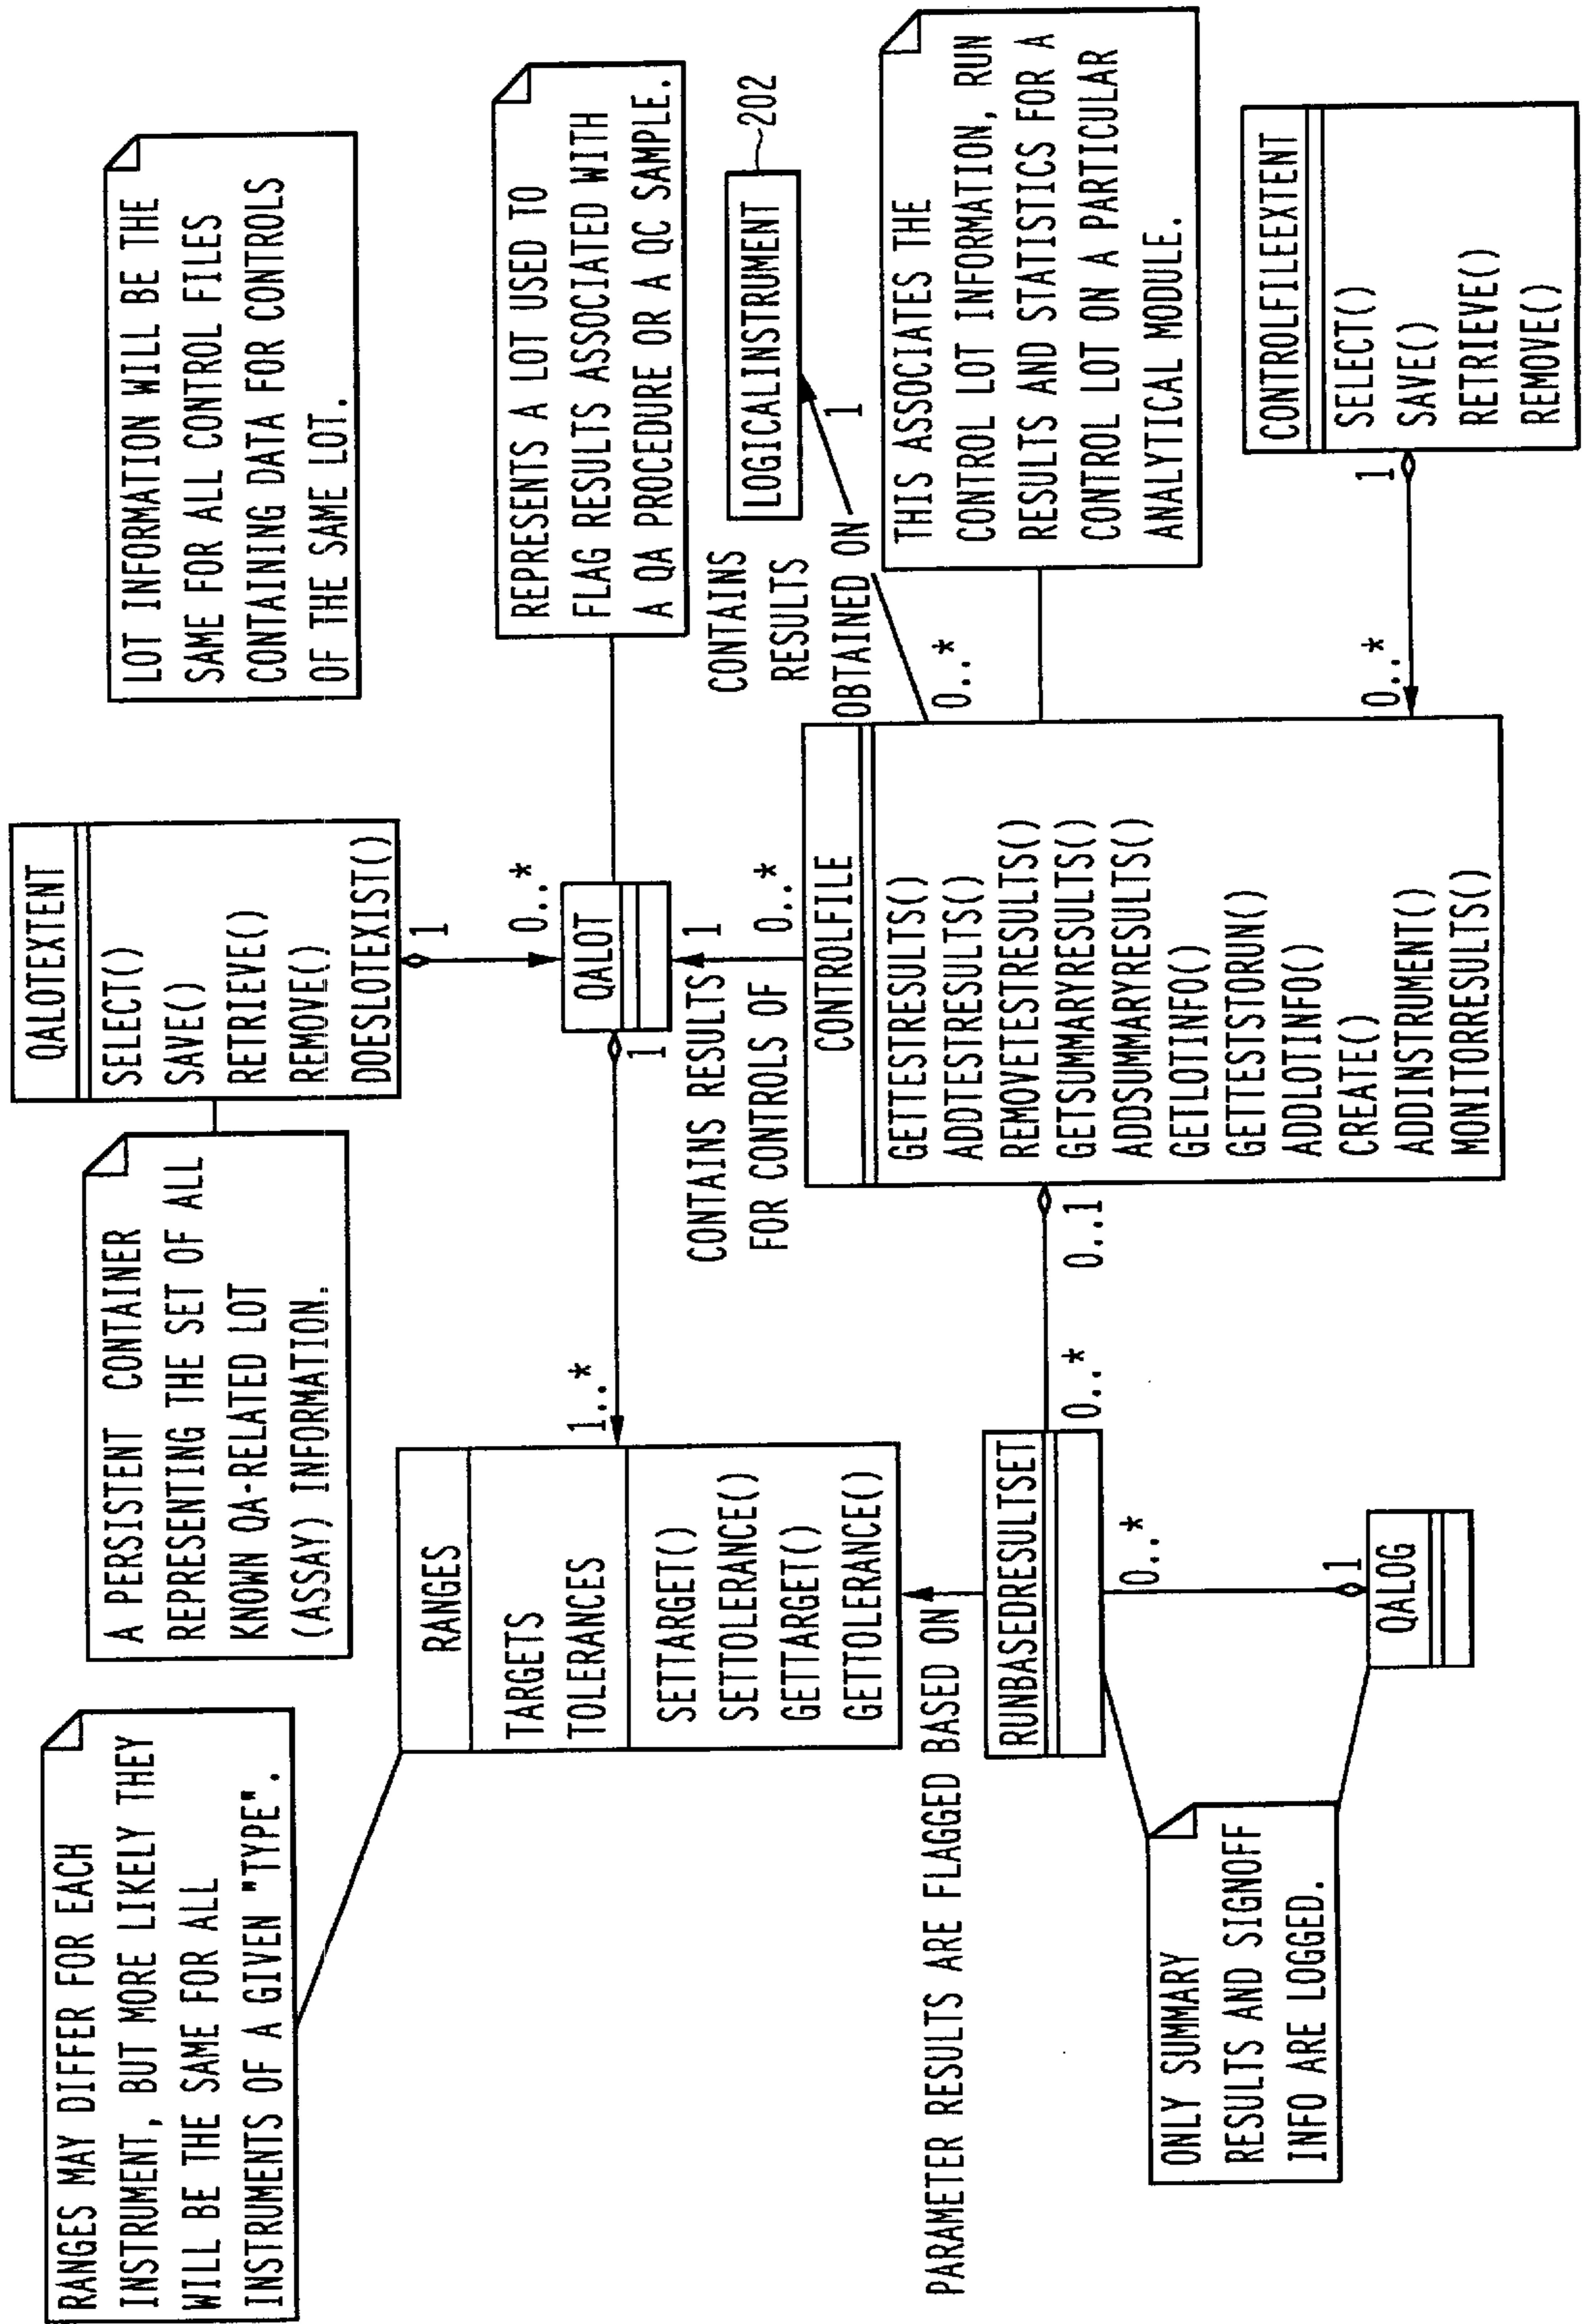 RANGES MAY DIFFER FOR EACH
INSTRUMENT, BUT MORE LIKELY THEY
WILL BE THE SAME FOR ALL
INSTRUMENTS OF A GIVEN "TYPE".
A PERSISTENT CONTAINER
REPRESENTING THE SET OF ALL
KNOWN QA-RELATED LOT
(ASSAY) INFORMATION.
QALOTEXTENT
SELECT()
SAVE()
RETRIEVE()
REMOVE()
DOESLOTEXIST()
LOT INFORMATION WILL BE THE
SAME FOR ALL CONTROL FILES
CONTAINING DATA FOR CONTROLS
OF THE SAME LOT.
1
0..*
RANGES
TARGETS
TOLERANCES
SETTARGET()
SETTOLERANCE()
GETTARGET()
GETTOLERANCE()
1..*
1
QALOT
REPRESENTS A LOT USED TO
FLAG RESULTS ASSOCIATED WITH
A QA PROCEDURE OR A QC SAMPLE.
CONTAINS RESULTS
FOR CONTROLS OF
1
0..*
CONTAINS
RESULTS
OBTAINED ON
1
LOGICALINSTRUMENT
202
PARAMETER RESULTS ARE FLAGGED BASED ON
RUNBASEDRESULTSET
0..*
0..1
CONTROLFILE
GETTESTRESULTS()
ADDTESTRESULTS()
REMOVETESTRESULTS()
GETSUMMARYRESULTS()
ADDSUMMARYRESULTS()
GETLOTINFO()
GETTESTSTORUN()
ADDLOTINFO()
CREATE()
ADDINSTRUMENT()
MONITORRESULTS()
0..*
THIS ASSOCIATES THE
CONTROL LOT INFORMATION, RUN
RESULTS AND STATISTICS FOR A
CONTROL LOT ON A PARTICULAR
ANALYTICAL MODULE.
ONLY SUMMARY
RESULTS AND SIGNOFF
INFO ARE LOGGED.
0..*
1
QALOG
0..*
1
CONTROLFILEEXTENT
SELECT()
SAVE()
RETRIEVE()
REMOVE()